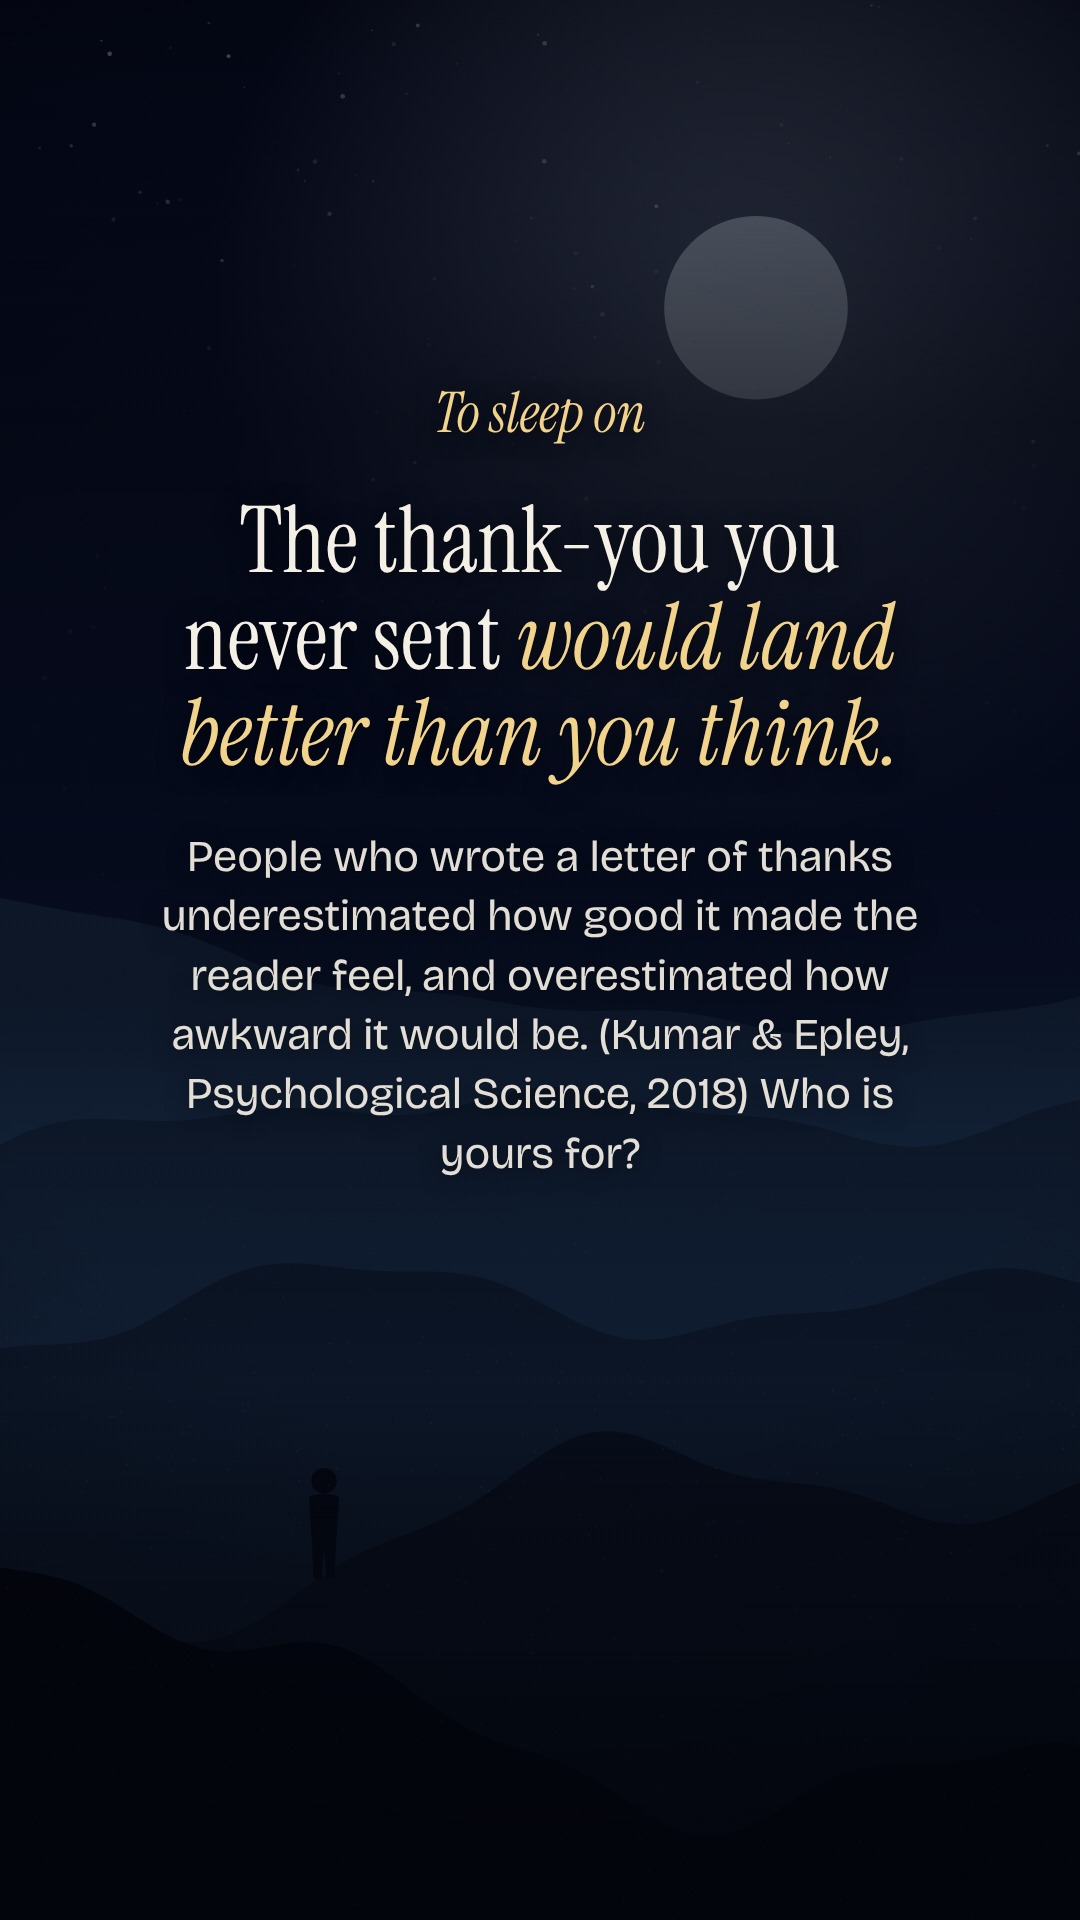 To sleep on
The thank-you you
never sent would land
better than you think.
People who wrote a letter of thanks
underestimated how good it made the
reader feel, and overestimated how
awkward it would be. (Kumar & Epley,
Psychological Science, 2018) Who is
yours for?